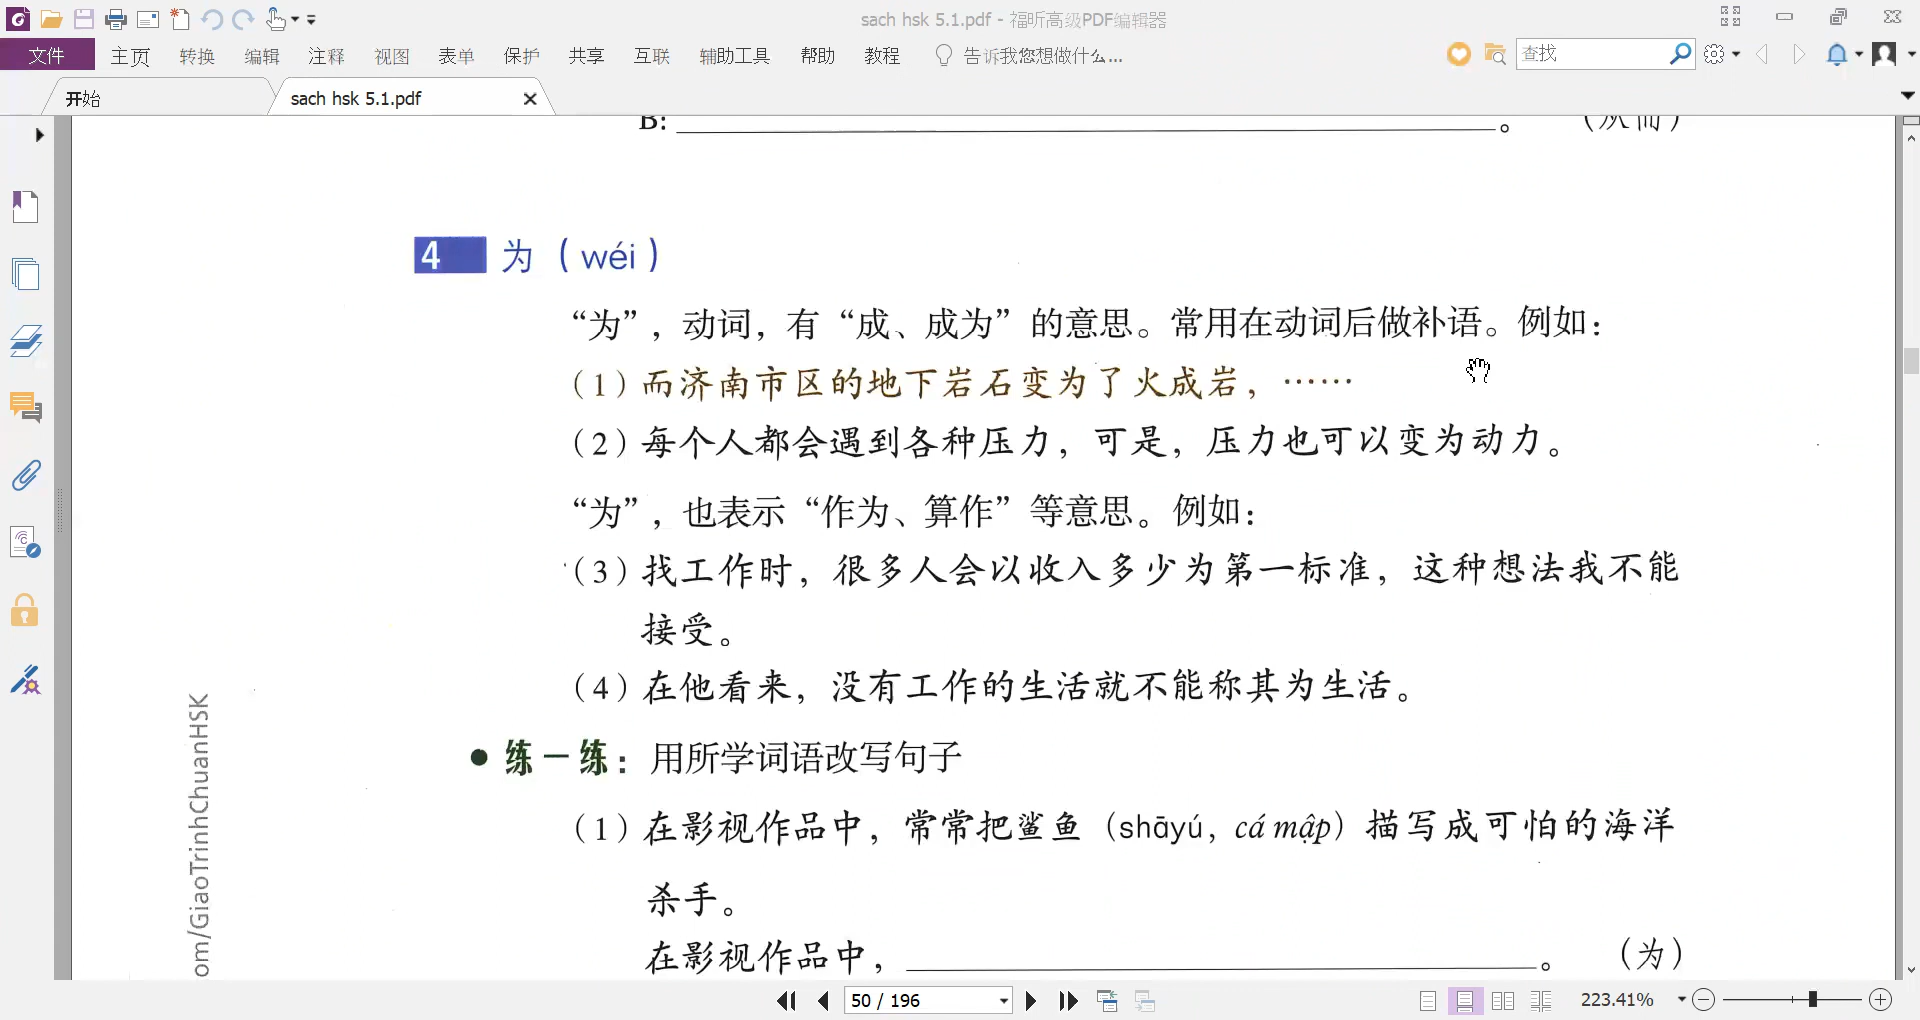 sach hsk 5.1.pdf - 福昕高级PDF编辑器
文件 主页 转换 编辑 注释 视图 表单 保护 共享 互联 辅助工具 帮助 教程 告诉我您想做什么... 查找
开始 sach hsk 5.1.pdf
B: 。 （从而）
4 为（wéi）
“为”，动词，有“成、成为”的意思。常用在动词后做补语。例如：
（1）而济南市区的地下岩石变为了火成岩，……
（2）每个人都会遇到各种压力，可是，压力也可以变为动力。
“为”，也表示“作为、算作”等意思。例如：
（3）找工作时，很多人会以收入多少为第一标准，这种想法我不能
接受。
（4）在他看来，没有工作的生活就不能称其为生活。
● 练一练：用所学词语改写句子
（1）在影视作品中，常常把鲨鱼（shāyú，cá mập）描写成可怕的海洋
杀手。
在影视作品中，。 （为）
om/GiaoTrinhChuanHSK
50 / 196 223.41%